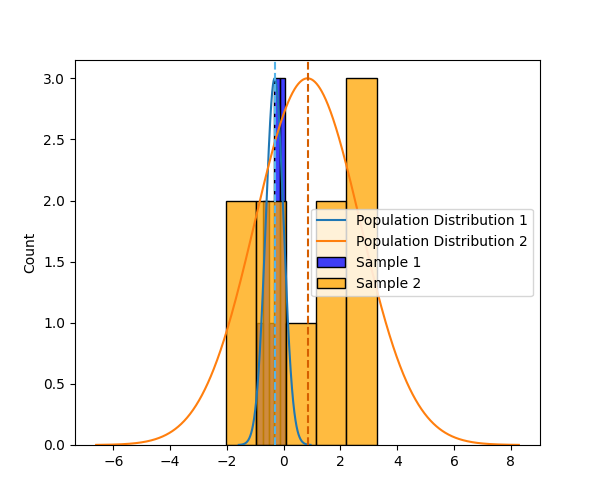 3.0
2.5
2.0
1.5
1.0
0.5
0.0
Count
Population Distribution 1
Population Distribution 2
Sample 1
Sample 2
−6 −4 −2 0 2 4 6 8